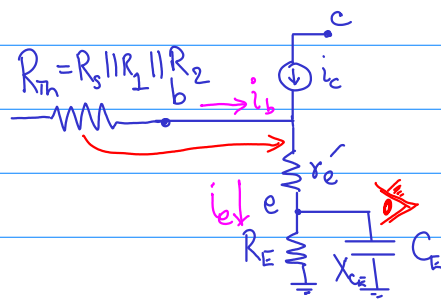 c
R_Th = R_s || R_1 || R_2
i_c
b
i_b
r_e'
i_e
e
R_E
X_CE
C_E